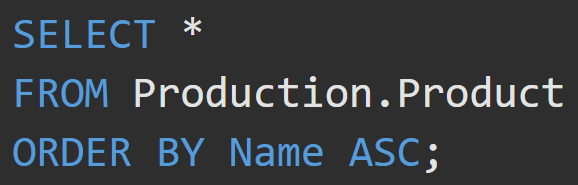 SELECT *
FROM Production.Product
ORDER BY Name ASC;